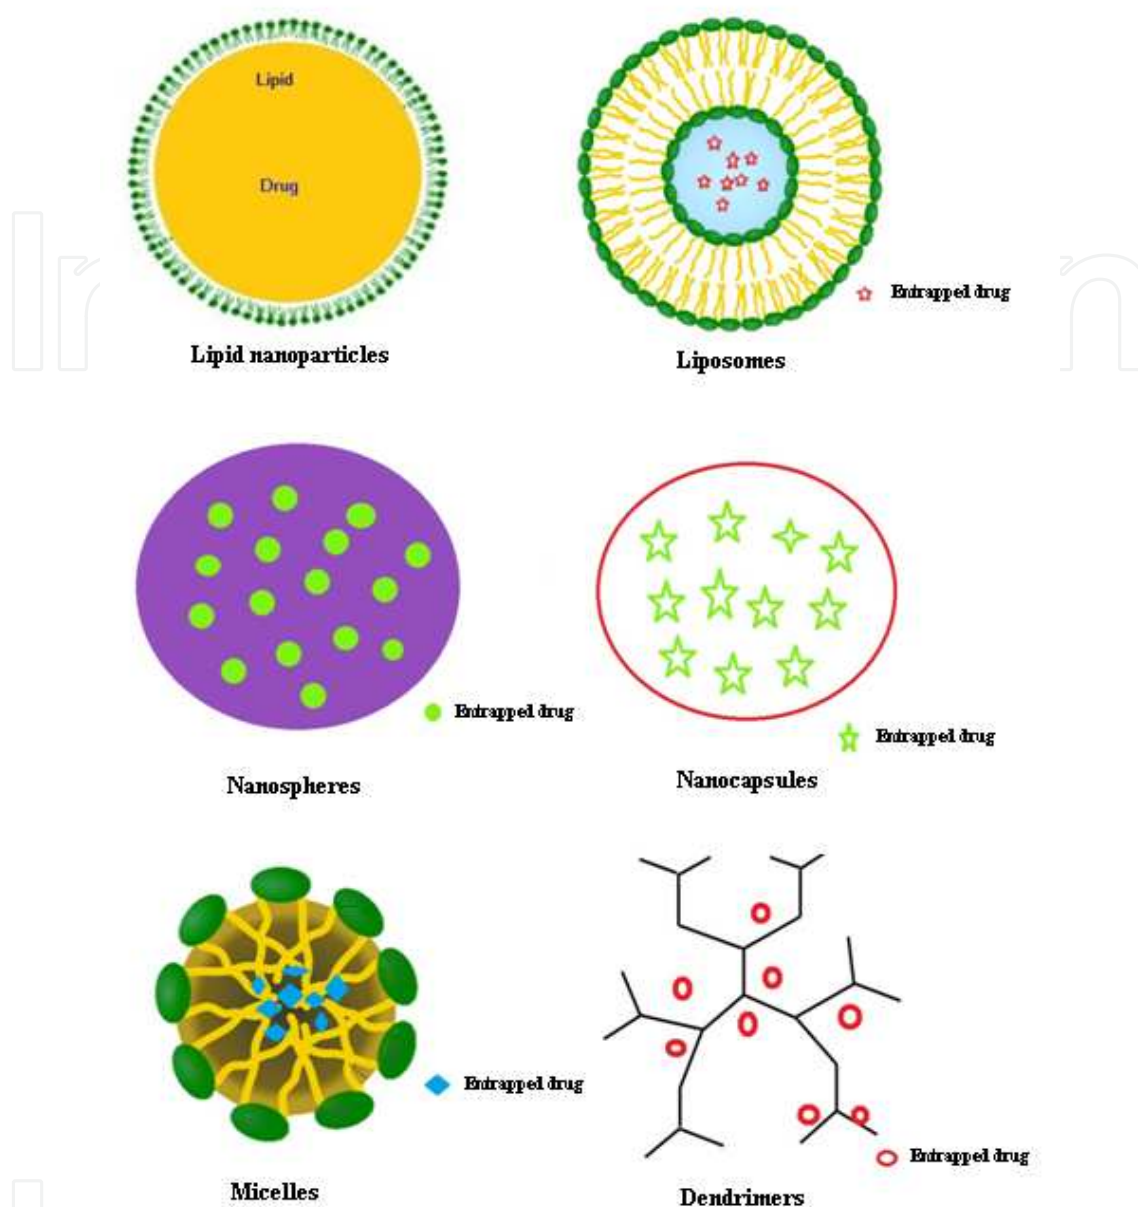 Lipid
Drug
Entrapped drug
Lipid nanoparticles
Liposomes
Entrapped drug
Entrapped drug
Nanospheres
Nanocapsules
Entrapped drug
Entrapped drug
Micelles
Dendrimers